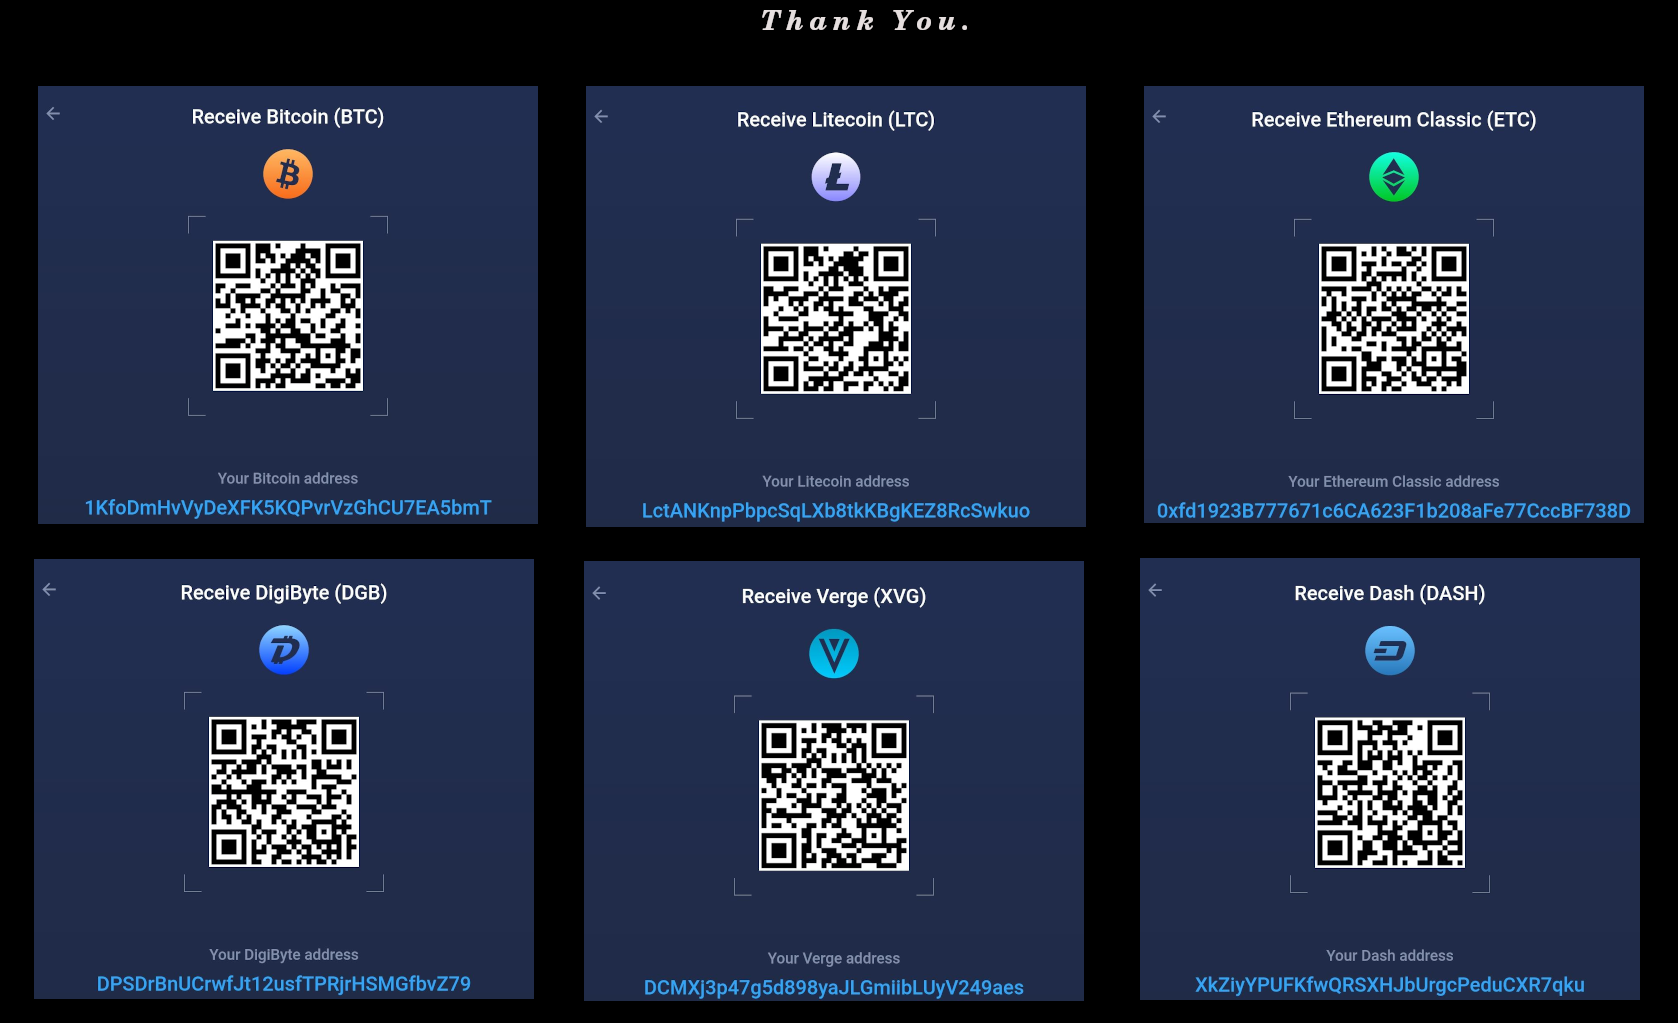 Thank You.
Receive Bitcoin (BTC)
Your Bitcoin address
1KfoDmHvVyDeXFK5KQPvrVzGhCU7EA5bmT
Receive Litecoin (LTC)
Your Litecoin address
LctANKnpPbpcSqLXb8tkKBgKEZ8RcSwkuo
Receive Ethereum Classic (ETC)
Your Ethereum Classic address
0xfd1923B777671c6CA623F1b208aFe77CccBF738D
Receive DigiByte (DGB)
Your DigiByte address
DPSDrBnUCrwfJt12usfTPRjrHSMGfbvZ79
Receive Verge (XVG)
Your Verge address
DCMXj3p47g5d898yaJLGmiibLUyV249aes
Receive Dash (DASH)
Your Dash address
XkZiyYPUFKfwQRSXHJbUrgcPeduCXR7qku